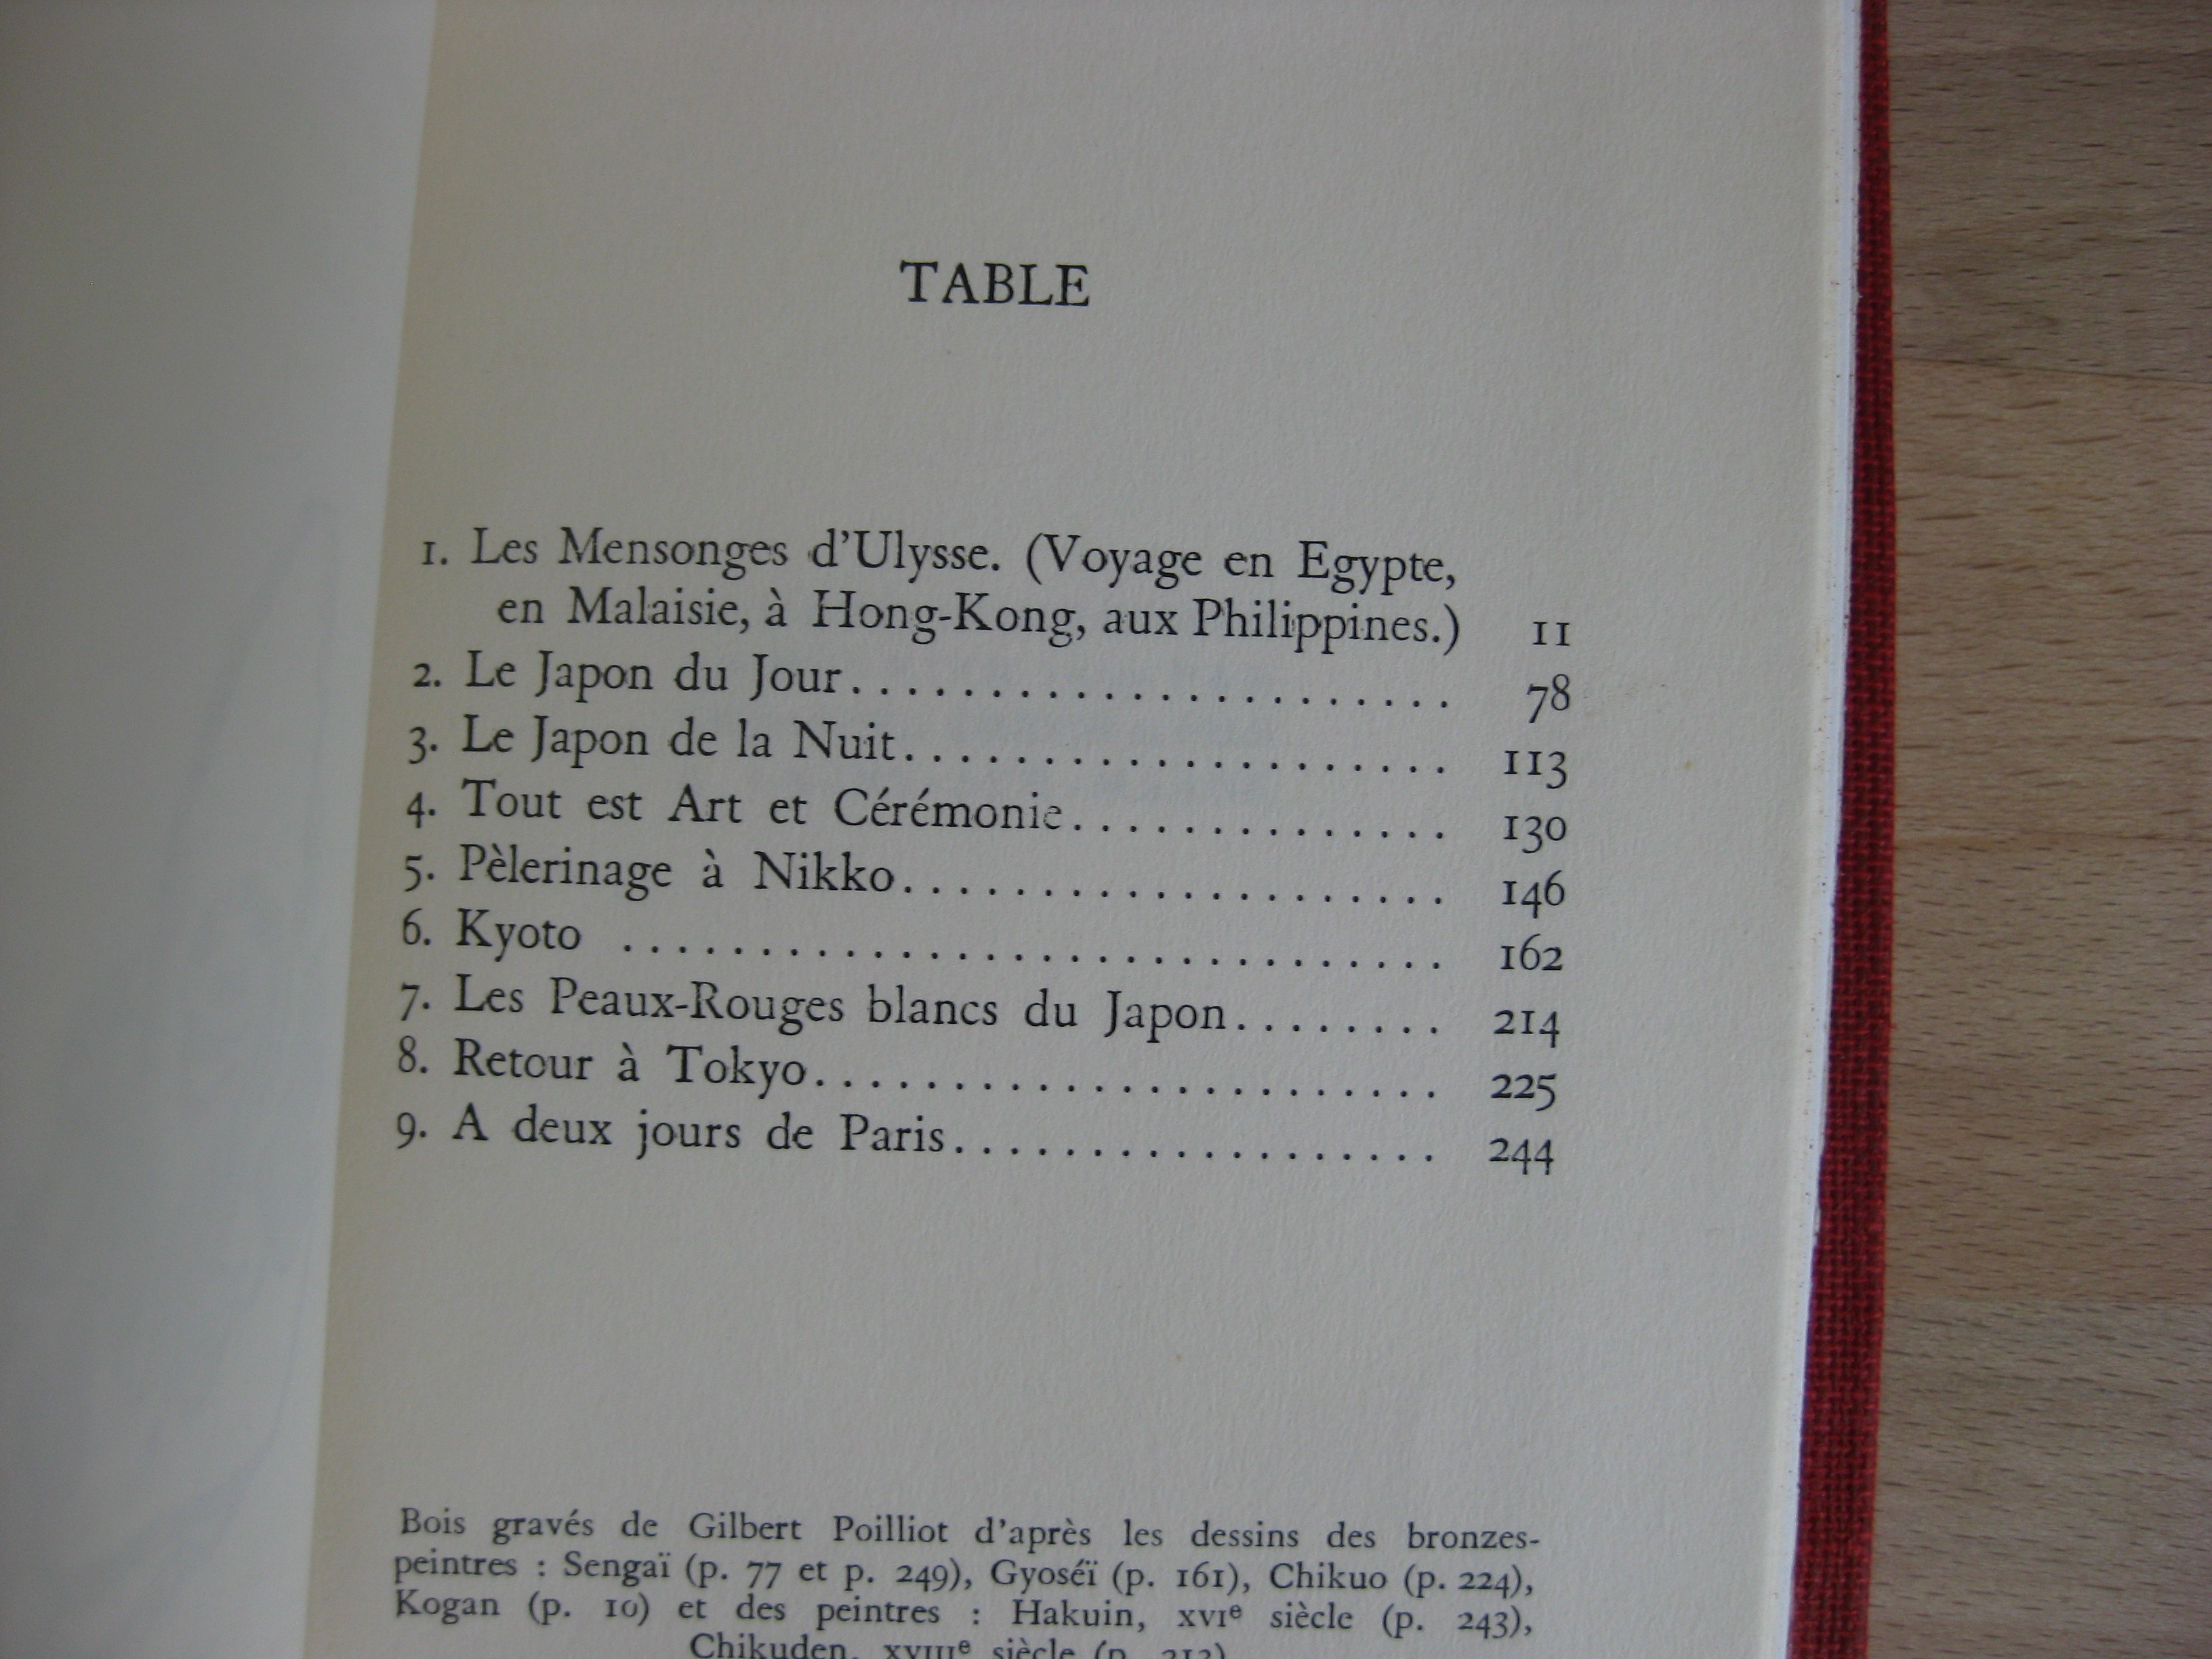 TABLE
1. Les Mensonges d'Ulysse. (Voyage en Egypte,
en Malaisie, à Hong-Kong, aux Philippines.) 11
2. Le Japon du Jour........................ 78
3. Le Japon de la Nuit.................... 113
4. Tout est Art et Cérémonie.............. 130
5. Pèlerinage à Nikko.................... 146
6. Kyoto .............................. 162
7. Les Peaux-Rouges blancs du Japon........ 214
8. Retour à Tokyo....................... 225
9. A deux jours de Paris.................. 244
Bois gravés de Gilbert Poilliot d'après les dessins des bronzes-
peintres : Sengaï (p. 77 et p. 249), Gyoséï (p. 161), Chikuo (p. 224),
Kogan (p. 10) et des peintres : Hakuin, XVIe siècle (p. 243),
Chikuden, XVIIIe siècle (p. 213)